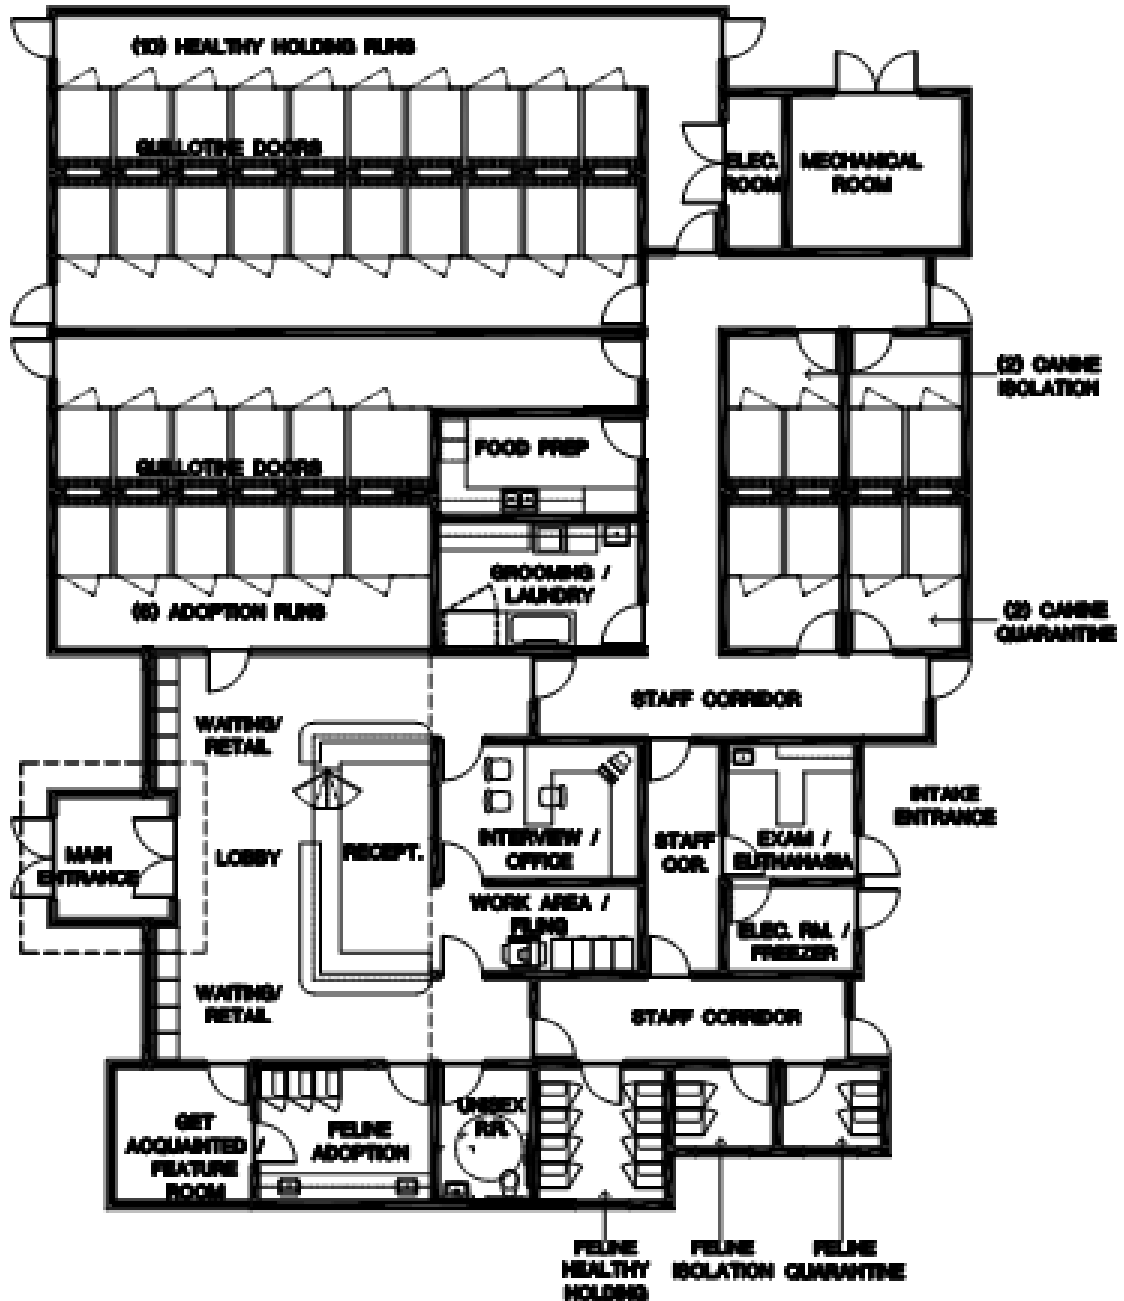 (10) HEALTHY HOLDING RUNS
GUILLOTINE DOORS
ELEC.
ROOM
MECHANICAL
ROOM
(2) CANINE
ISOLATION
FOOD PREP
GUILLOTINE DOORS
GROOMING /
LAUNDRY
(6) ADOPTION RUNS
(2) CANINE
QUARANTINE
STAFF CORRIDOR
WAITING/
RETAIL
INTAKE
ENTRANCE
MAIN
ENTRANCE
LOBBY
RECEPT.
INTERVIEW /
OFFICE
STAFF
COR.
EXAM /
EUTHANASIA
WORK AREA /
FILING
ELEC. RM. /
FREEZER
WAITING/
RETAIL
STAFF CORRIDOR
GET
ACQUAINTED /
FEATURE
ROOM
FELINE
ADOPTION
UNISEX
R.R.
FELINE
HEALTHY
HOLDING
FELINE
ISOLATION
FELINE
QUARANTINE